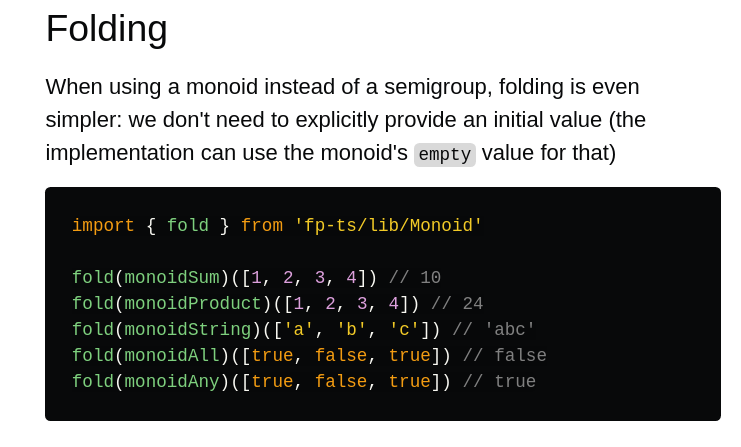 Folding
When using a monoid instead of a semigroup, folding is even
simpler: we don't need to explicitly provide an initial value (the
implementation can use the monoid's empty value for that)
import { fold } from 'fp-ts/lib/Monoid'
fold(monoidSum)([1, 2, 3, 4]) // 10
fold(monoidProduct)([1, 2, 3, 4]) // 24
fold(monoidString)(['a', 'b', 'c']) // 'abc'
fold(monoidAll)([true, false, true]) // false
fold(monoidAny)([true, false, true]) // true